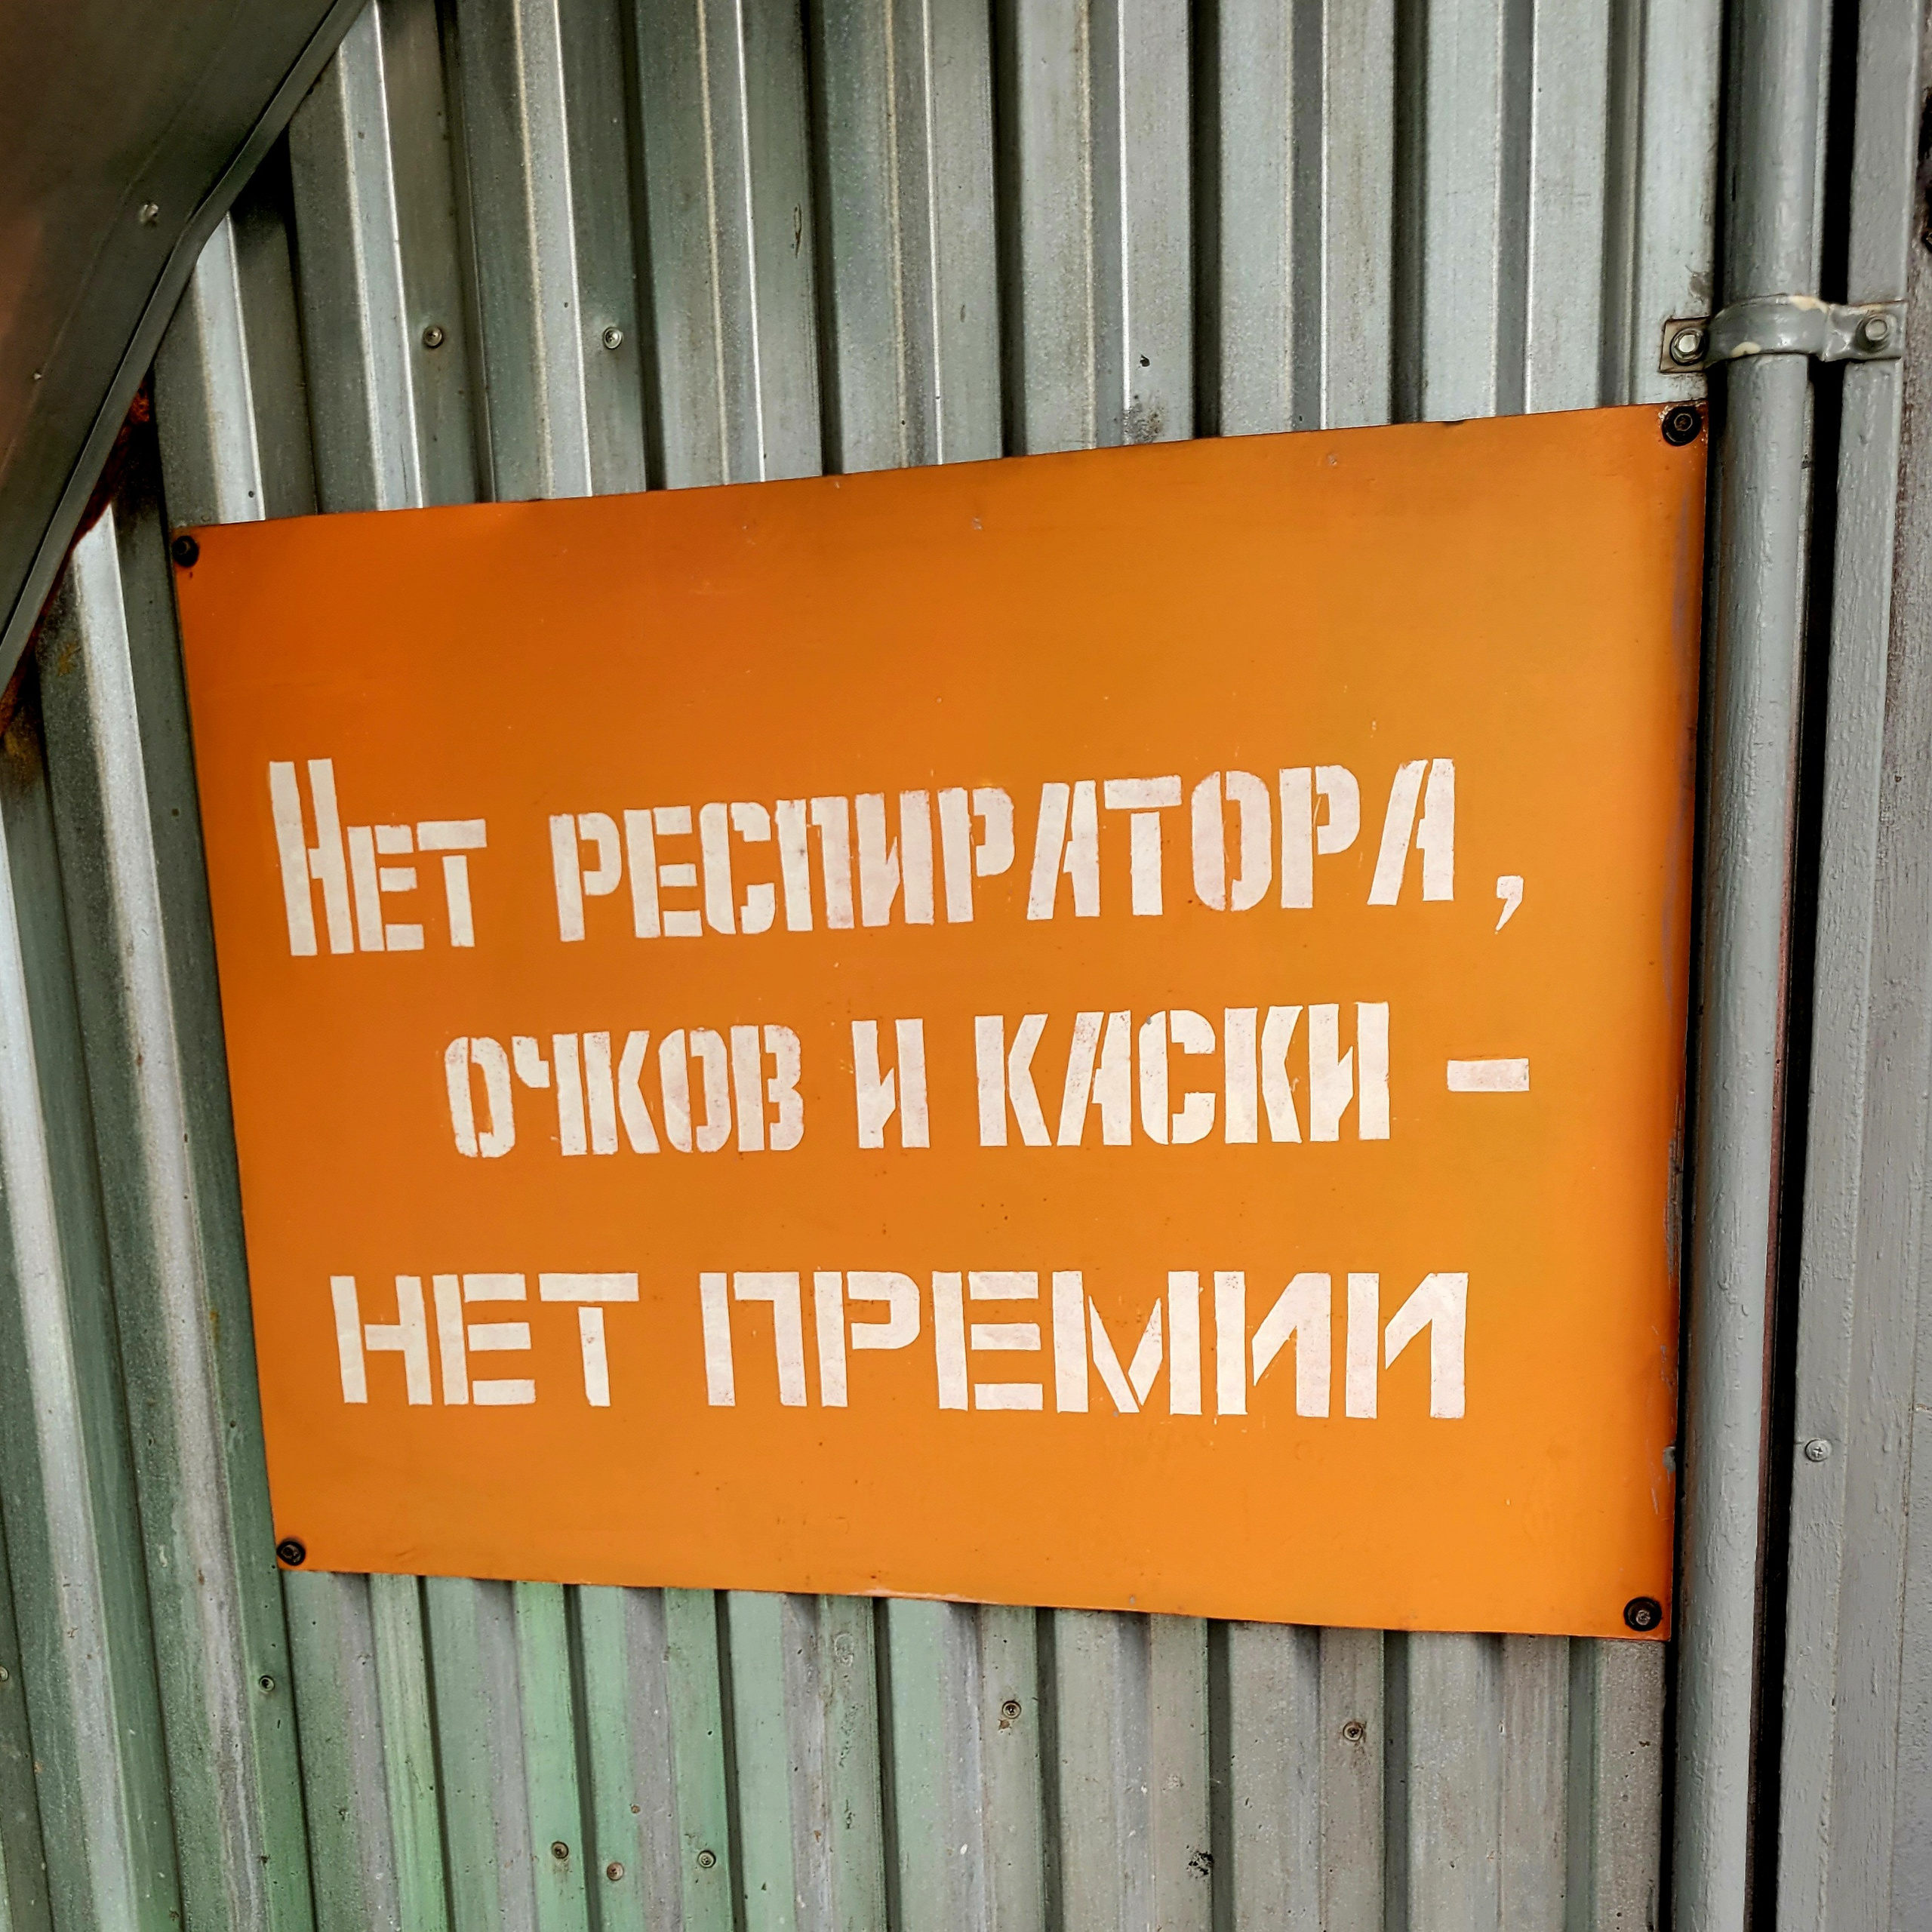 Нет респиратора,
очков и каски –
нет премии